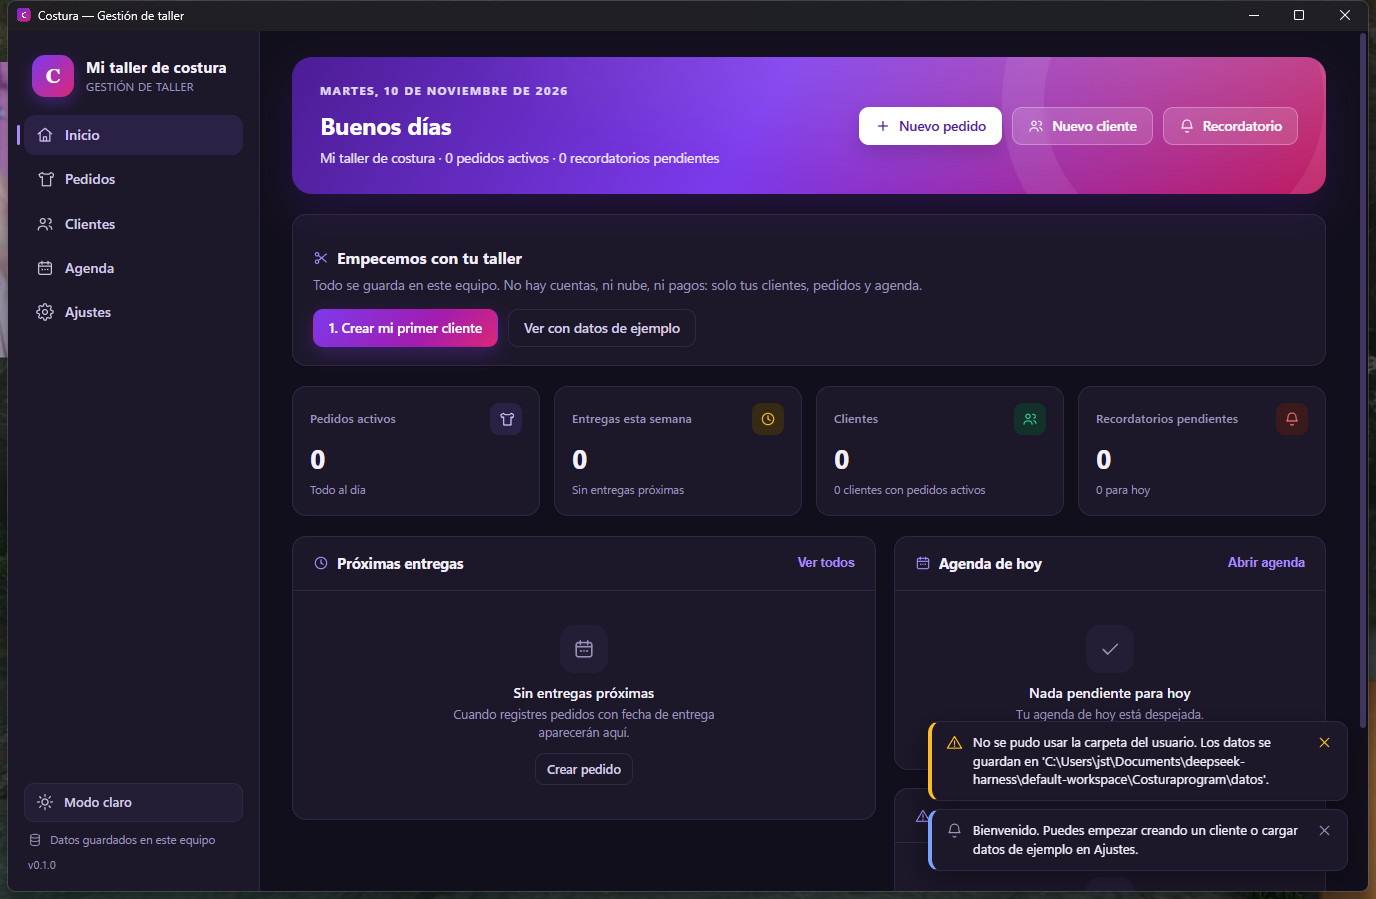 Costura — Gestión de taller
C
Mi taller de costura
GESTIÓN DE TALLER
Inicio
Pedidos
Clientes
Agenda
Ajustes
Modo claro
Datos guardados en este equipo
v0.1.0
MARTES, 10 DE NOVIEMBRE DE 2026
Buenos días
Mi taller de costura · 0 pedidos activos · 0 recordatorios pendientes
Nuevo pedido
Nuevo cliente
Recordatorio
Empecemos con tu taller
Todo se guarda en este equipo. No hay cuentas, ni nube, ni pagos: solo tus clientes, pedidos y agenda.
1. Crear mi primer cliente
Ver con datos de ejemplo
Pedidos activos
0
Todo al día
Entregas esta semana
0
Sin entregas próximas
Clientes
0
0 clientes con pedidos activos
Recordatorios pendientes
0
0 para hoy
Próximas entregas
Ver todos
Sin entregas próximas
Cuando registres pedidos con fecha de entrega
aparecerán aquí.
Crear pedido
Agenda de hoy
Abrir agenda
Nada pendiente para hoy
Tu agenda de hoy está despejada.
No se pudo usar la carpeta del usuario. Los datos se
guardan en 'C:\Users\jst\Documents\deepseek-
harness\default-workspace\Costuraprogram\datos'.
Bienvenido. Puedes empezar creando un cliente o cargar
datos de ejemplo en Ajustes.